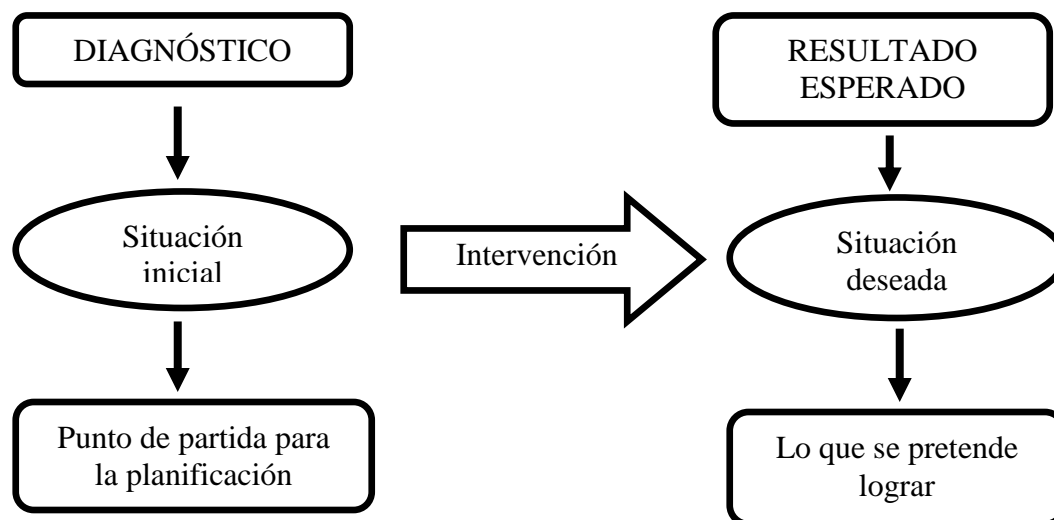 DIAGNÓSTICO
Situación
inicial
Punto de partida para
la planificación
Intervención
RESULTADO
ESPERADO
Situación
deseada
Lo que se pretende
lograr